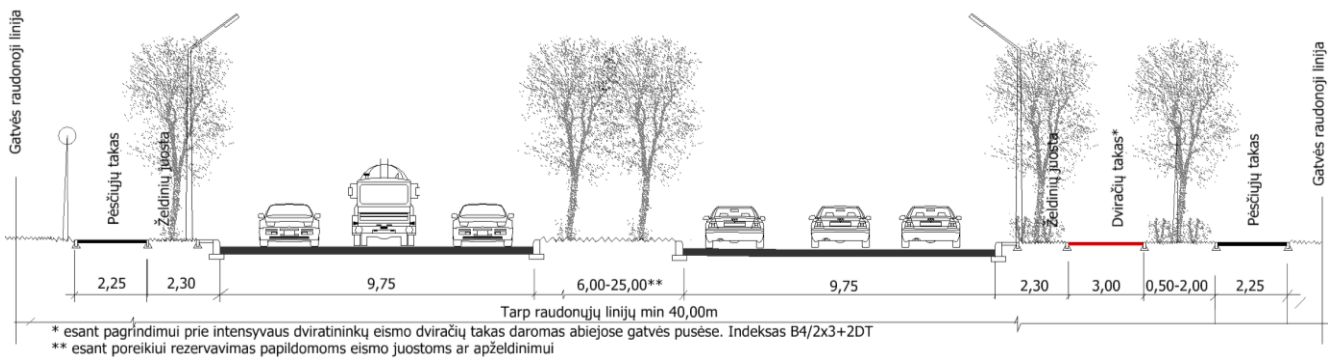 Gatvės raudonoji linija
Pėsčiųjų takas
Želdinių juosta
Želdinių juosta
Dviračių takas*
Pėsčiųjų takas
Gatvės raudonoji linija
2,25
2,30
9,75
6,00-25,00**
9,75
2,30
3,00
0,50-2,00
2,25
Tarp raudonųjų linijų min 40,00m
* esant pagrindimui prie intensyvaus dviratininkų eismo dviračių takas daromas abiejose gatvės pusėse. Indeksas B4/2x3+2DT
** esant poreikiui rezervavimas papildomoms eismo juostoms ar apželdinimui